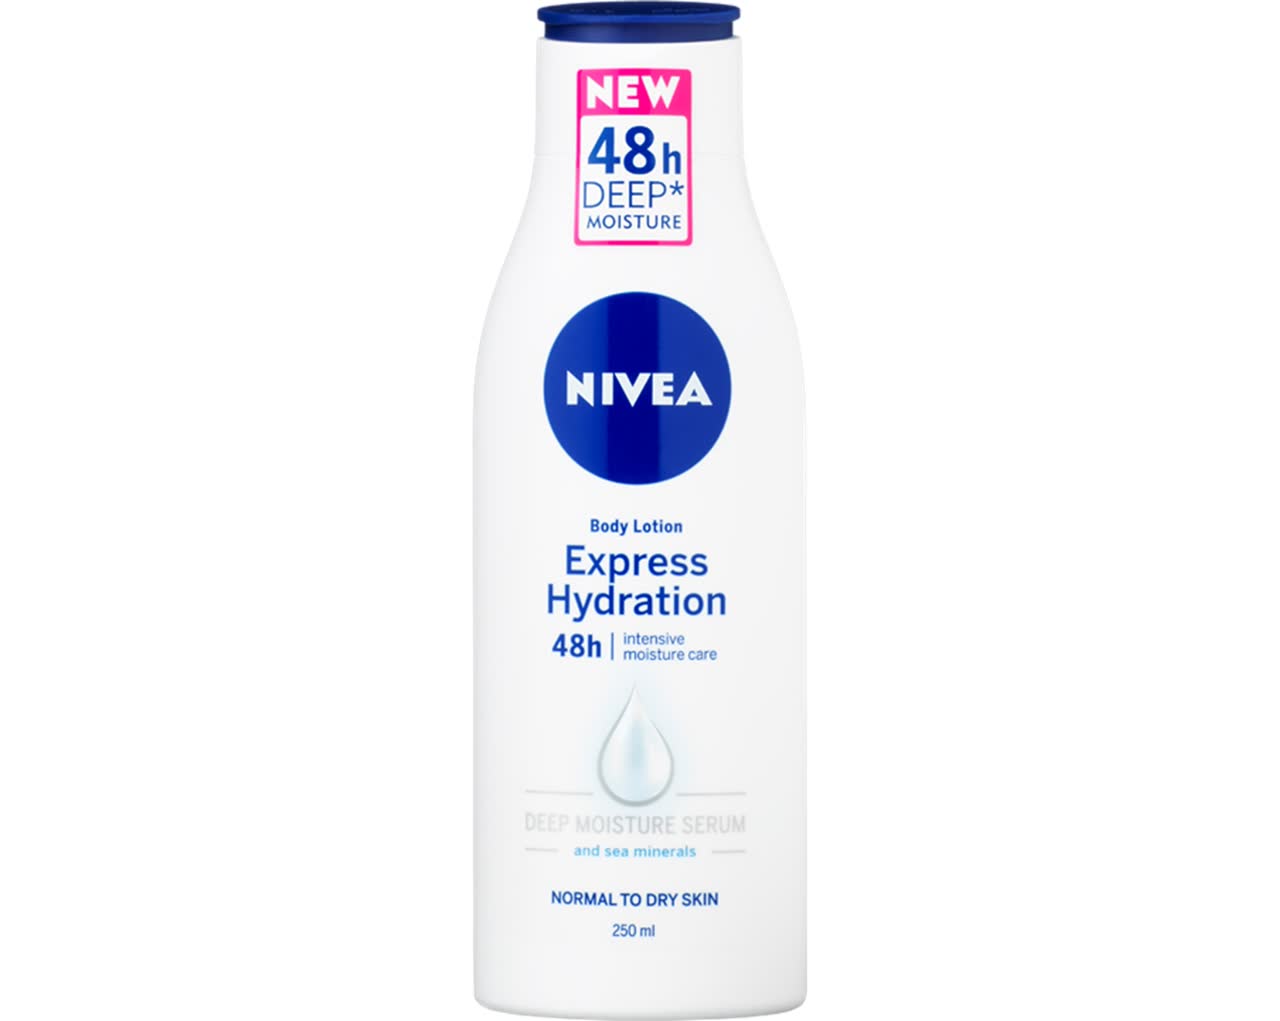 NEW
48h
DEEP*
MOISTURE
NIVEA
Body Lotion
Express
Hydration
48h | intensive
moisture care
DEEP MOISTURE SERUM
and sea minerals
NORMAL TO DRY SKIN
250 ml